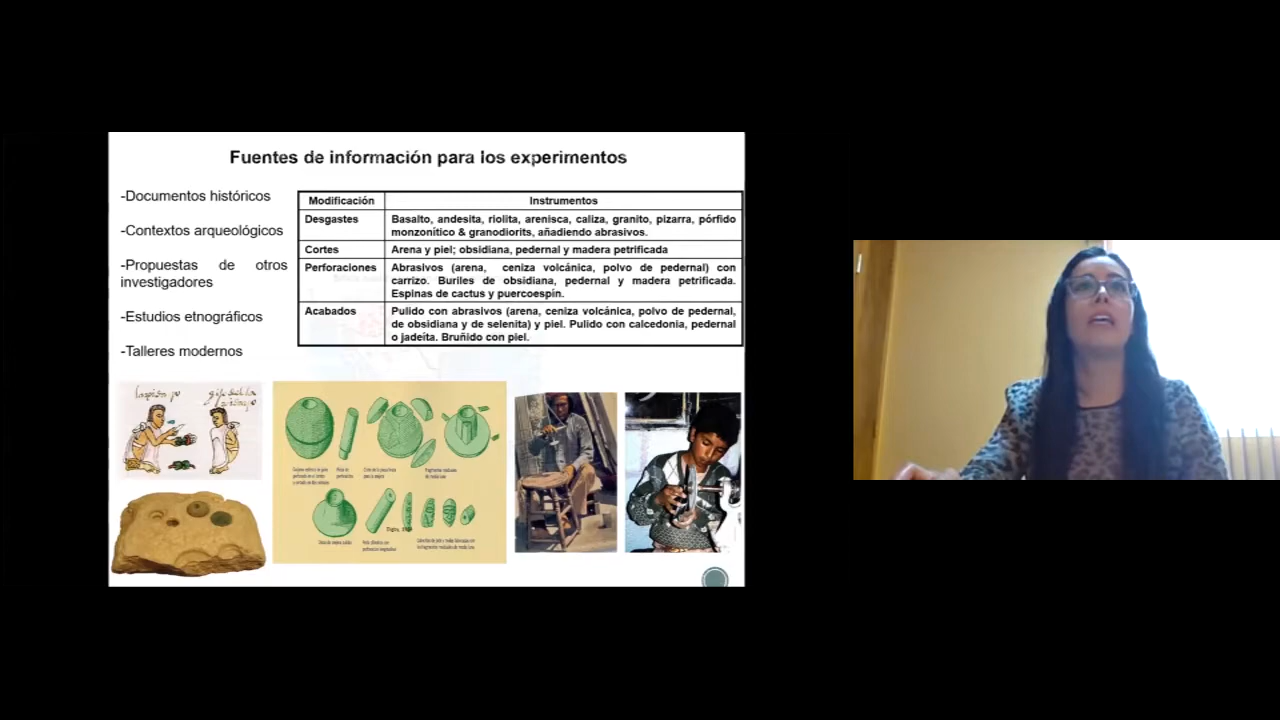 Fuentes de información para los experimentos
-Documentos históricos
-Contextos arqueológicos
-Propuestas de otros
investigadores
-Estudios etnográficos
-Talleres modernos
Modificación Instrumentos
Desgastes Basalto, andesita, riolita, arenisca, caliza, granito, pizarra, pórfido
monzonítico & granodiorits, añadiendo abrasivos.
Cortes Arena y piel; obsidiana, pedernal y madera petrificada
Perforaciones Abrasivos (arena, ceniza volcánica, polvo de pedernal) con
carrizo. Buriles de obsidiana, pedernal y madera petrificada.
Espinas de cactus y puercoespín.
Acabados Pulido con abrasivos (arena, ceniza volcánica, polvo de pedernal,
de obsidiana y de selenita) y piel. Pulido con calcedonia, pedernal
o jadeíta. Bruñido con piel.